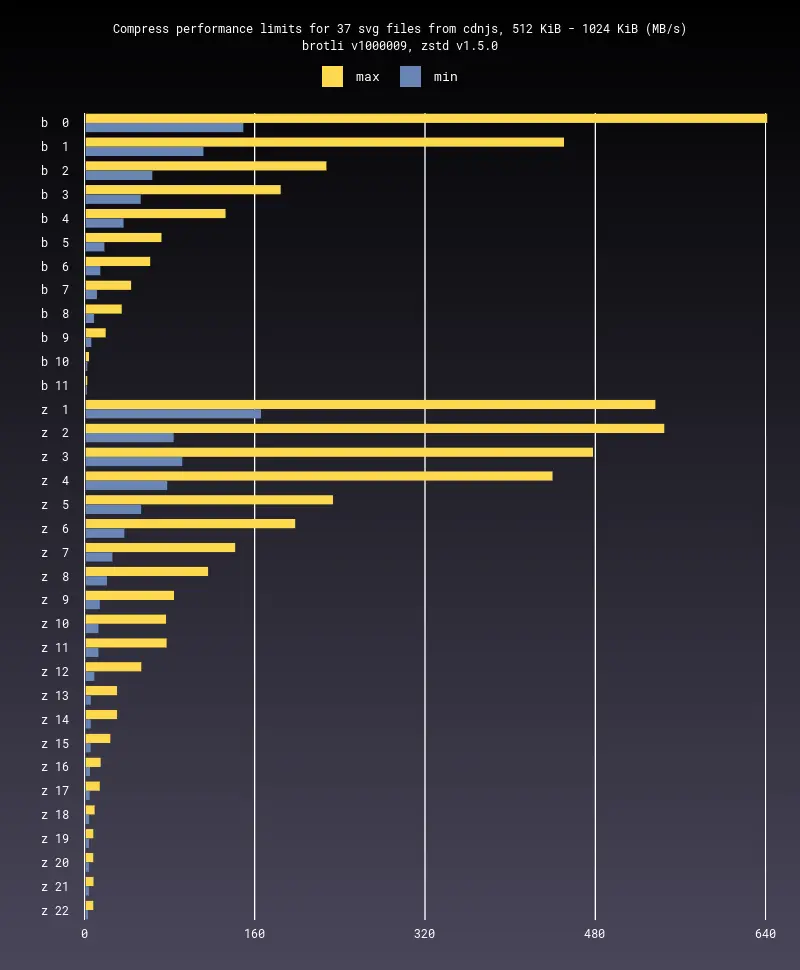 Compress performance limits for 37 svg files from cdnjs, 512 KiB - 1024 KiB (MB/s)
brotli v1000009, zstd v1.5.0
max min
b 0
b 1
b 2
b 3
b 4
b 5
b 6
b 7
b 8
b 9
b 10
b 11
z 1
z 2
z 3
z 4
z 5
z 6
z 7
z 8
z 9
z 10
z 11
z 12
z 13
z 14
z 15
z 16
z 17
z 18
z 19
z 20
z 21
z 22
0 160 320 480 640